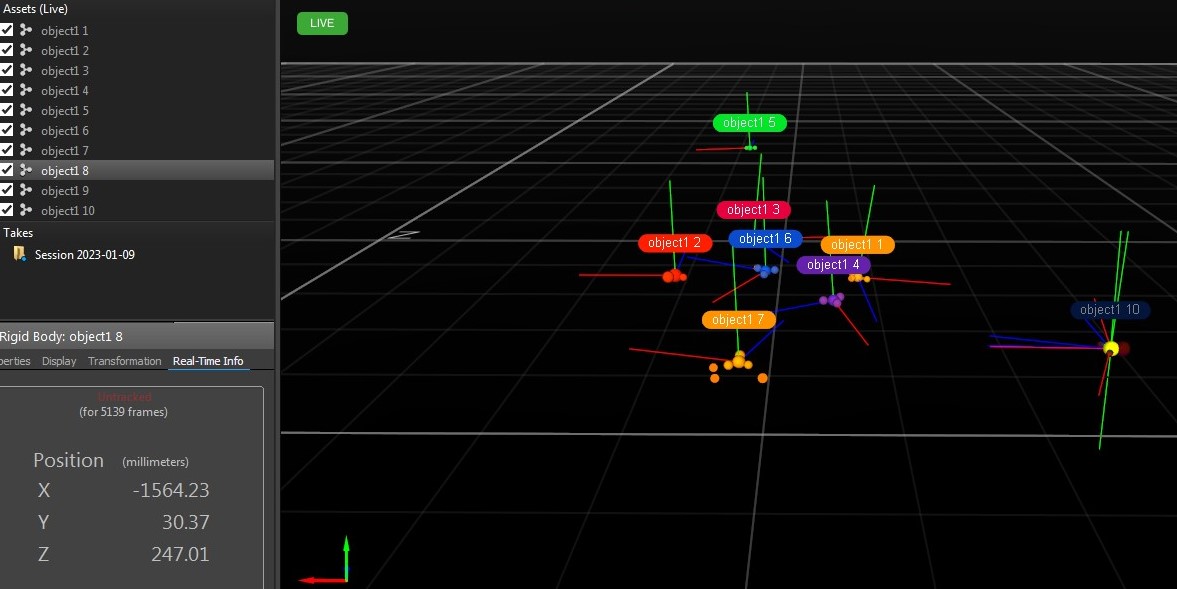 Assets (Live)
object1 1
object1 2
object1 3
object1 4
object1 5
object1 6
object1 7
object1 8
object1 9
object1 10
Takes
Session 2023-01-09
Rigid Body: object1 8
perties Display Transformation Real-Time Info
Untracked
(for 5139 frames)
Position (millimeters)
X -1564.23
Y 30.37
Z 247.01
LIVE
object1 5
object1 3
object1 2
object1 6
object1 1
object1 4
object1 7
object1 10
Z